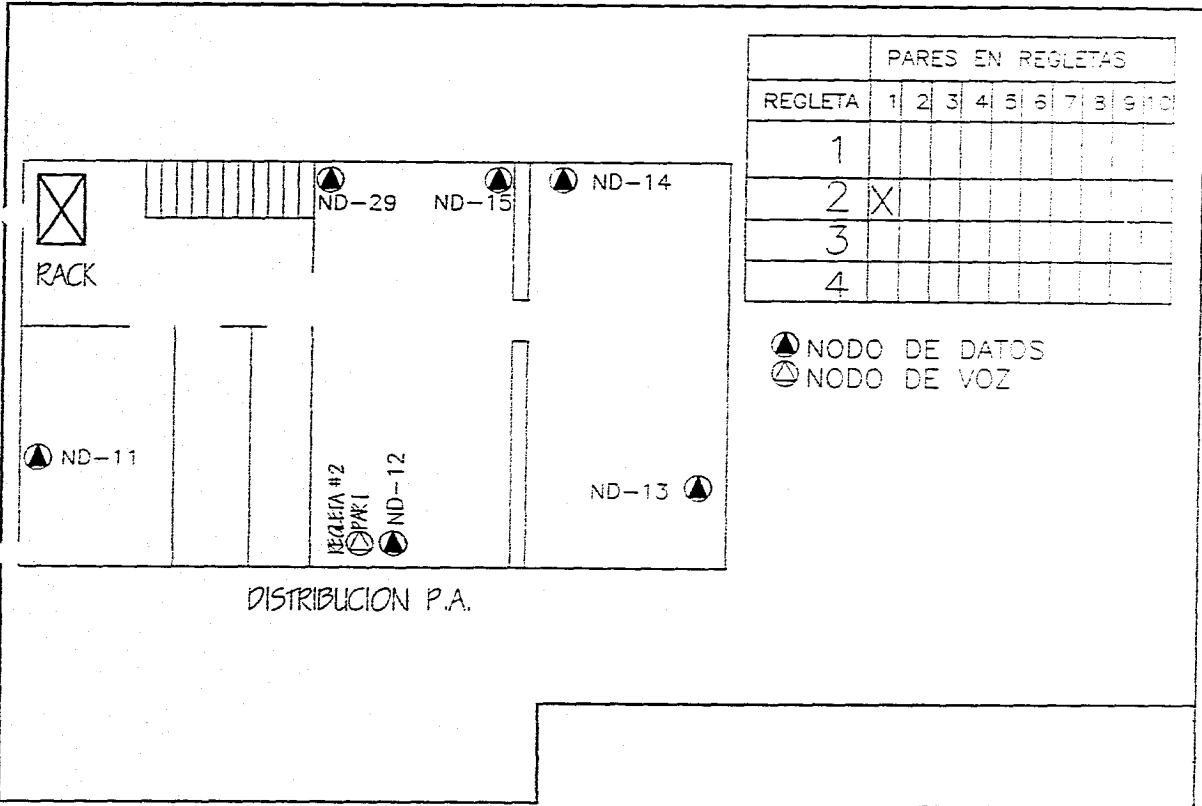 PARES EN REGLETAS
REGLETA 1 2 3 4 5 6 7 8 9 10
1
2 X
3
4
NODO DE DATOS
NODO DE VOZ
RACK
ND-29
ND-15
ND-14
ND-11
REGLETA #2
PAR 1
ND-12
ND-13
DISTRIBUCION P.A.